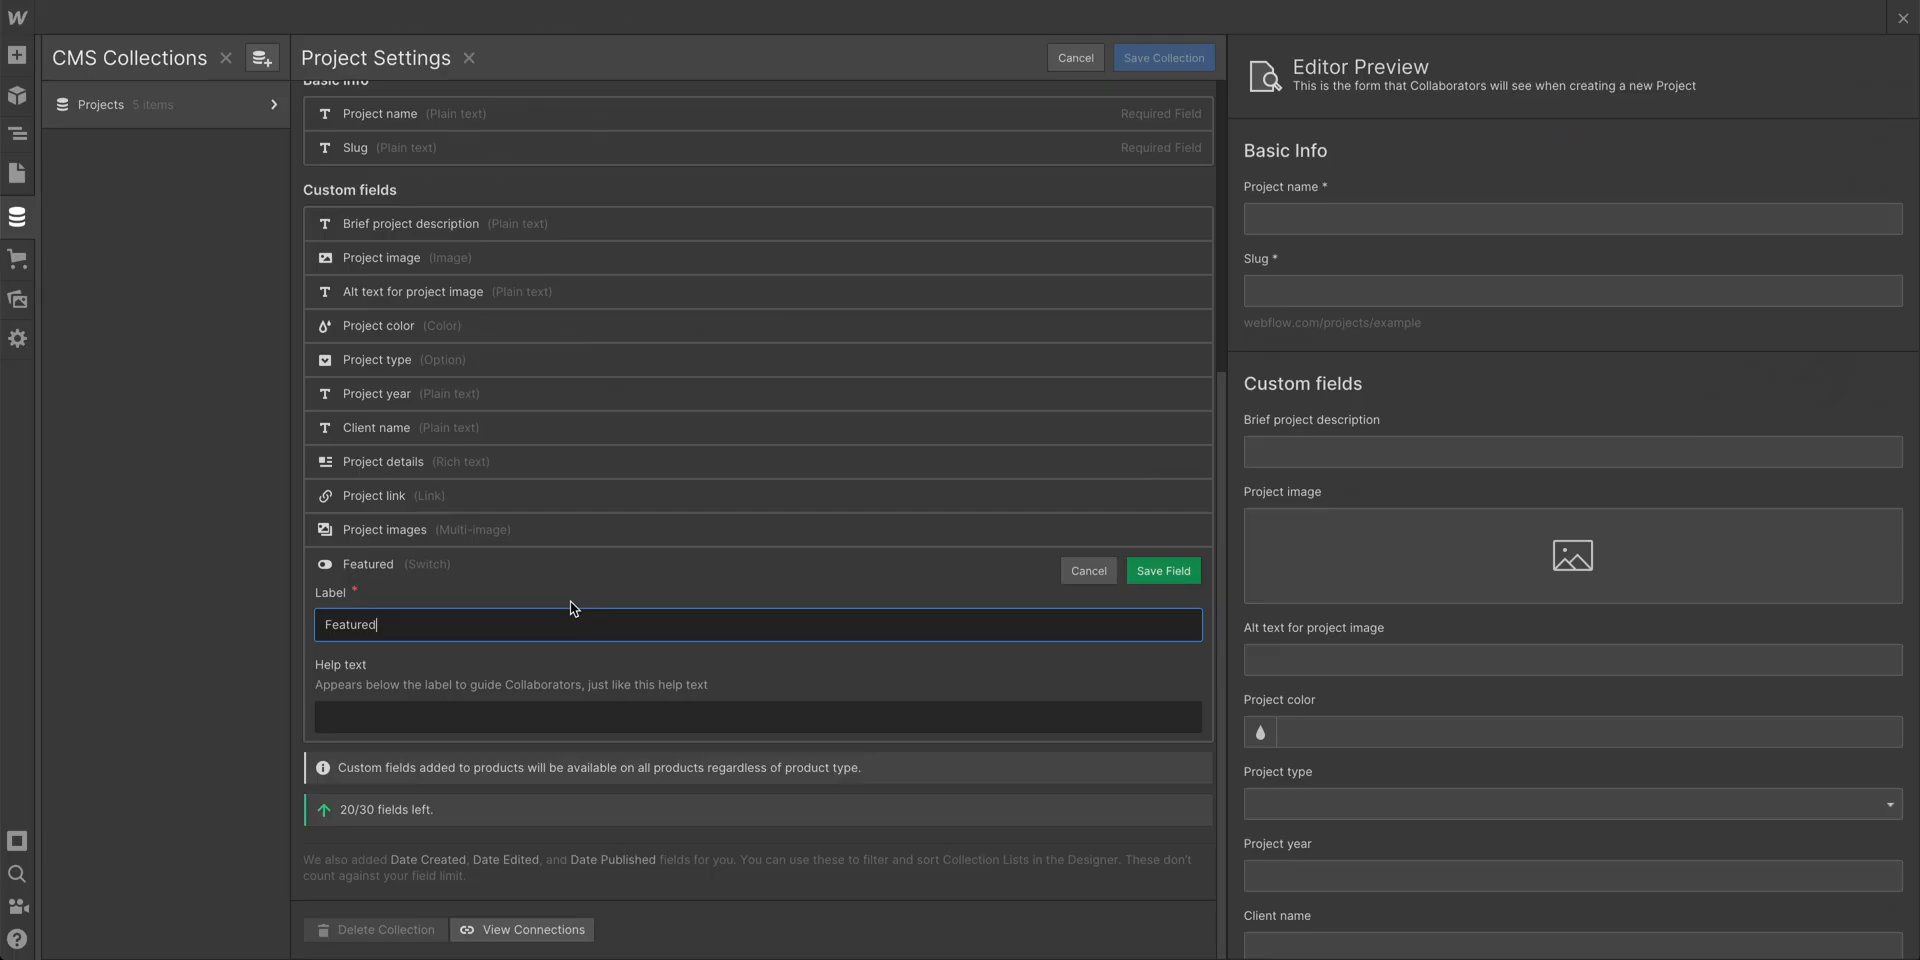 CMS Collections
Project Settings
Cancel
Save Collection
Projects 5 items
Basic Info
Project name (Plain text) Required Field
Slug (Plain text) Required Field
Custom fields
Brief project description (Plain text)
Project image (Image)
Alt text for project image (Plain text)
Project color (Color)
Project type (Option)
Project year (Plain text)
Client name (Plain text)
Project details (Rich text)
Project link (Link)
Project images (Multi-image)
Featured (Switch)
Cancel
Save Field
Label *
Featured
Help text
Appears below the label to guide Collaborators, just like this help text
Custom fields added to products will be available on all products regardless of product type.
20/30 fields left.
We also added Date Created, Date Edited, and Date Published fields for you. You can use these to filter and sort Collection Lists in the Designer. These don't
count against your field limit.
Delete Collection
View Connections
Editor Preview
This is the form that Collaborators will see when creating a new Project
Basic Info
Project name *
Slug *
webflow.com/projects/example
Custom fields
Brief project description
Project image
Alt text for project image
Project color
Project type
Project year
Client name